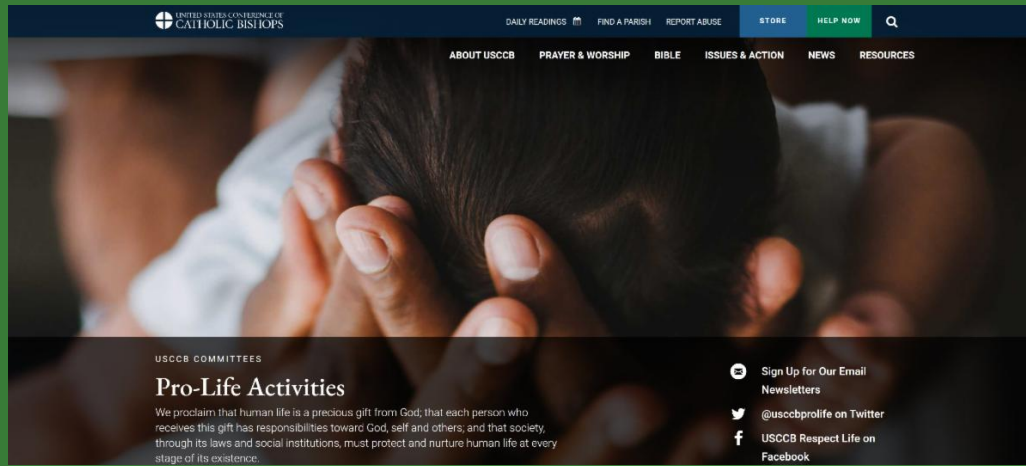 UNITED STATES CONFERENCE OF
CATHOLIC BISHOPS
DAILY READINGS
FIND A PARISH
REPORT ABUSE
STORE
HELP NOW
ABOUT USCCB
PRAYER & WORSHIP
BIBLE
ISSUES & ACTION
NEWS
RESOURCES
USCCB COMMITTEES
Pro-Life Activities
We proclaim that human life is a precious gift from God; that each person who
receives this gift has responsibilities toward God, self and others; and that society,
through its laws and social institutions, must protect and nurture human life at every
stage of its existence.
Sign Up for Our Email
Newsletters
@usccbprolife on Twitter
USCCB Respect Life on
Facebook